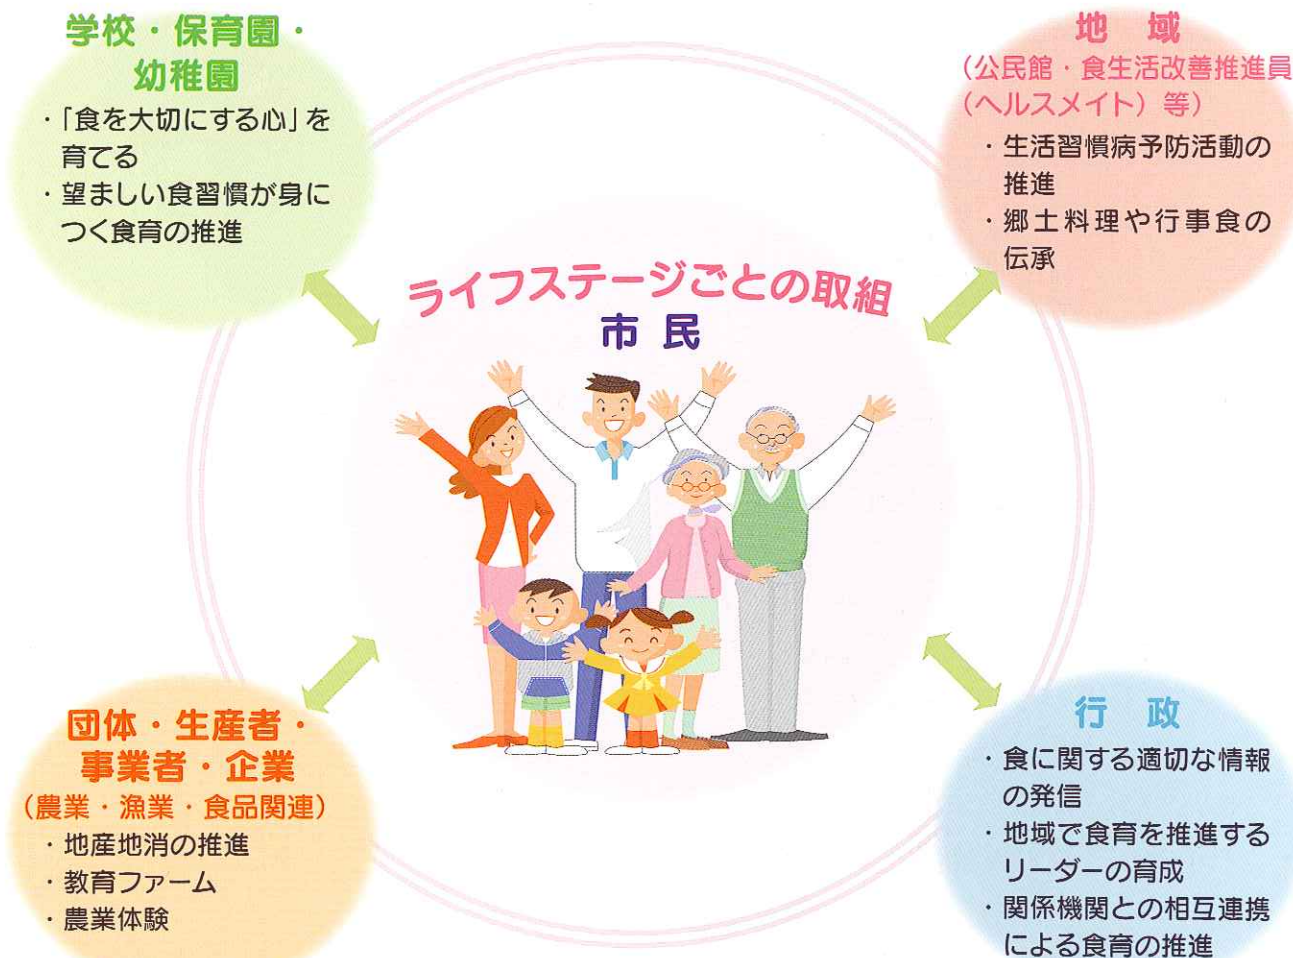 学校・保育園・
幼稚園
・「食を大切にする心」を
育てる
・望ましい食習慣が身に
つく食育の推進
地 域
(公民館・食生活改善推進員
(ヘルスメイト)等)
・生活習慣病予防活動の
推進
・郷土料理や行事食の
伝承
ライフステージごとの取組
市 民
団体・生産者・
事業者・企業
(農業・漁業・食品関連)
・地産地消の推進
・教育ファーム
・農業体験
行 政
・食に関する適切な情報
の発信
・地域で食育を推進する
リーダーの育成
・関係機関との相互連携
による食育の推進